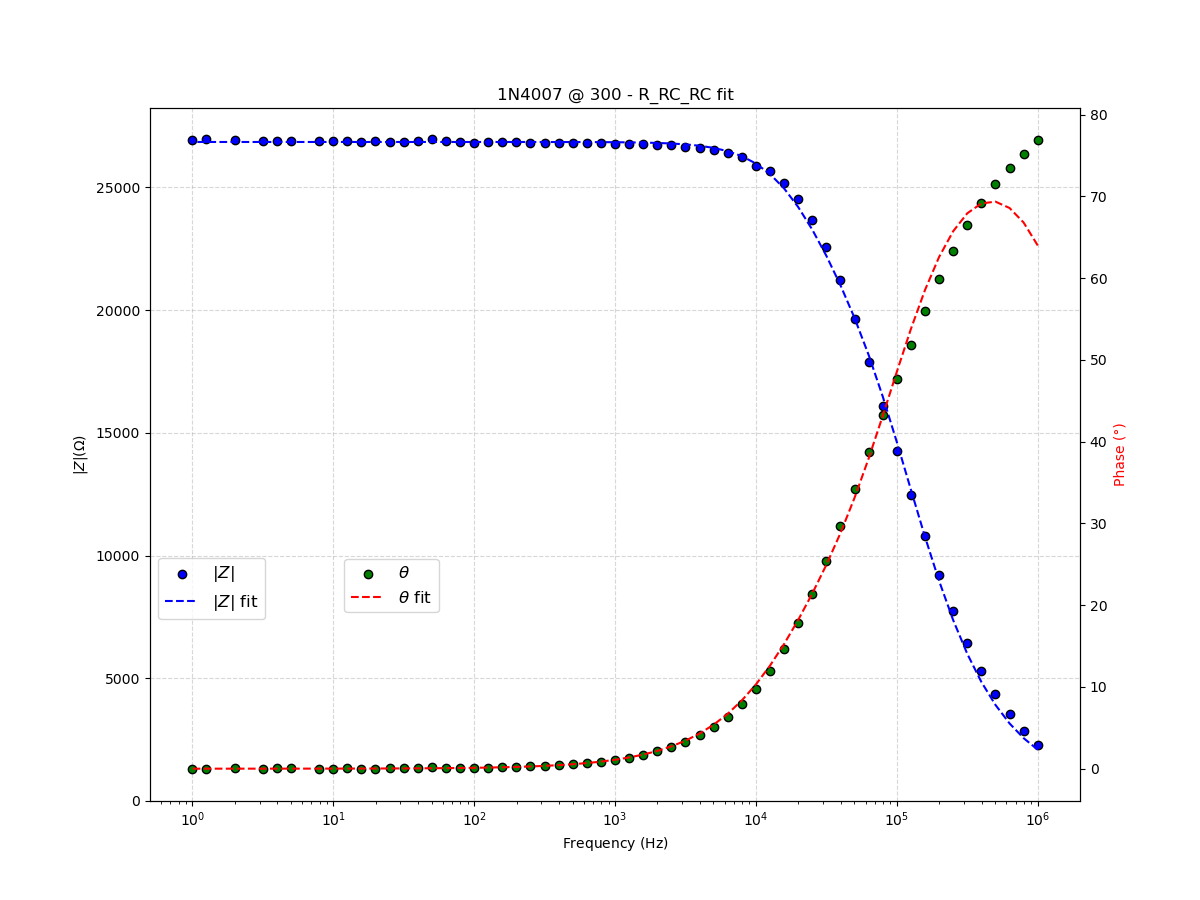 1N4007 @ 300 - R_RC_RC fit
25000
20000
15000
10000
5000
0
|Z|(Ω)
80
70
60
50
40
30
20
10
0
Phase (°)
|Z|
|Z| fit
θ
θ fit
10⁰ 10¹ 10² 10³ 10⁴ 10⁵ 10⁶
Frequency (Hz)